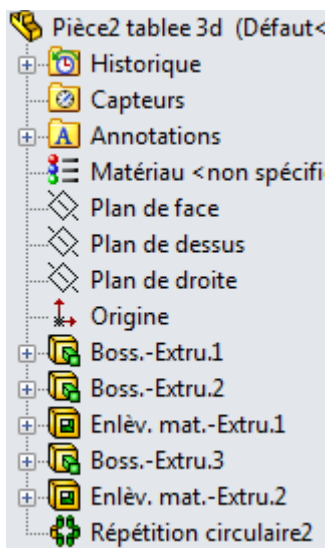 Pièce2 tablee 3d (Défaut<
Historique
Capteurs
Annotations
Matériau <non spécifi
Plan de face
Plan de dessus
Plan de droite
Origine
Boss.-Extru.1
Boss.-Extru.2
Enlèv. mat.-Extru.1
Boss.-Extru.3
Enlèv. mat.-Extru.2
Répétition circulaire2